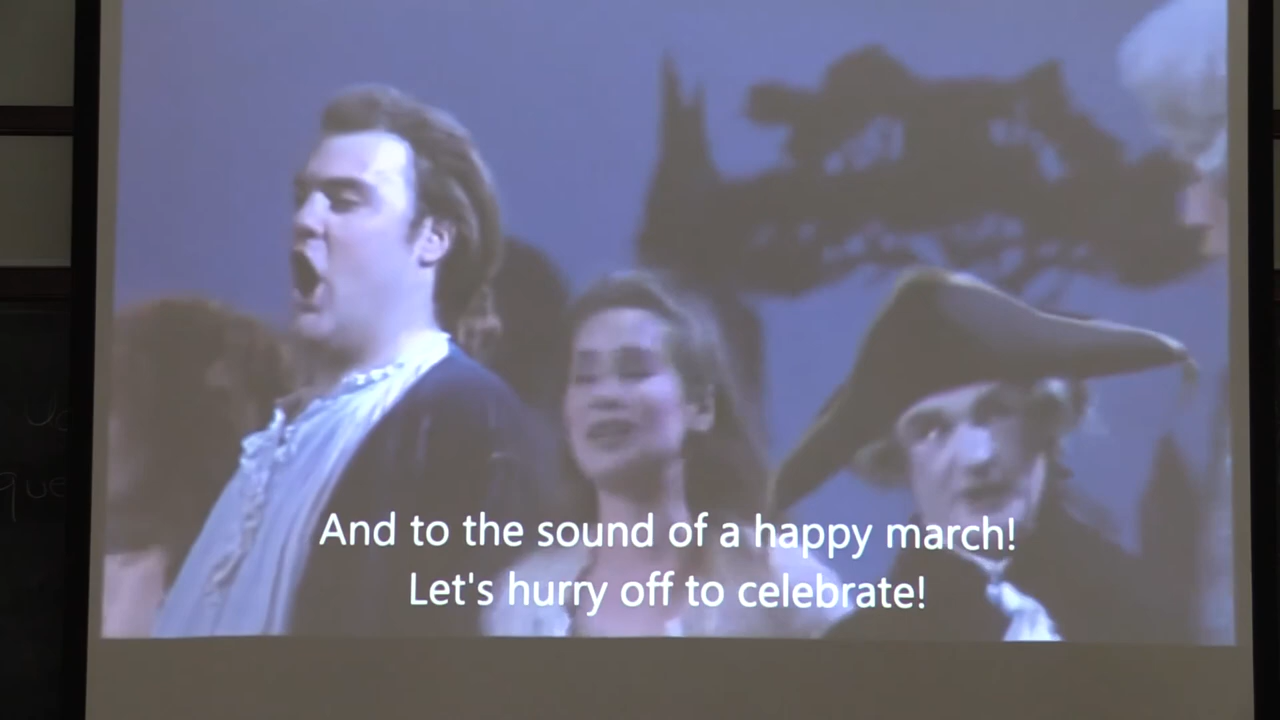 And to the sound of a happy march!
Let's hurry off to celebrate!